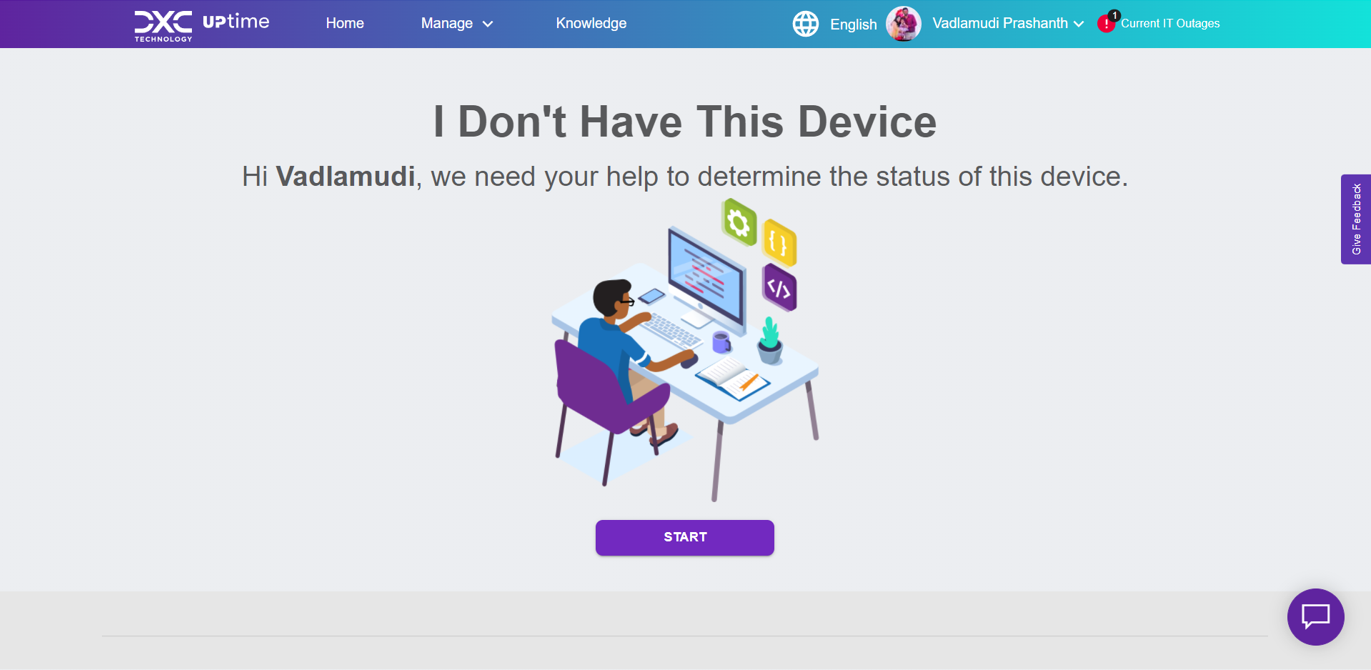 DXC
TECHNOLOGY
UPtime
Home
Manage
Knowledge
English
Vadlamudi Prashanth
!
1
Current IT Outages
I Don't Have This Device
Hi Vadlamudi, we need your help to determine the status of this device.
{ }
</>
START
Give Feedback